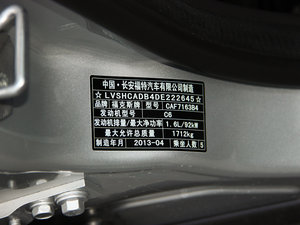 中国·长安福特汽车有限公司制造
☆LVSHCADB4DE222645☆
品牌 福克斯牌 型号 CAF7163B4
发动机型号 C6
发动机排量/最大净功率 1.6L/92kW
最大允许总质量 1712kg
制造年月 2013-04 乘坐人数 5